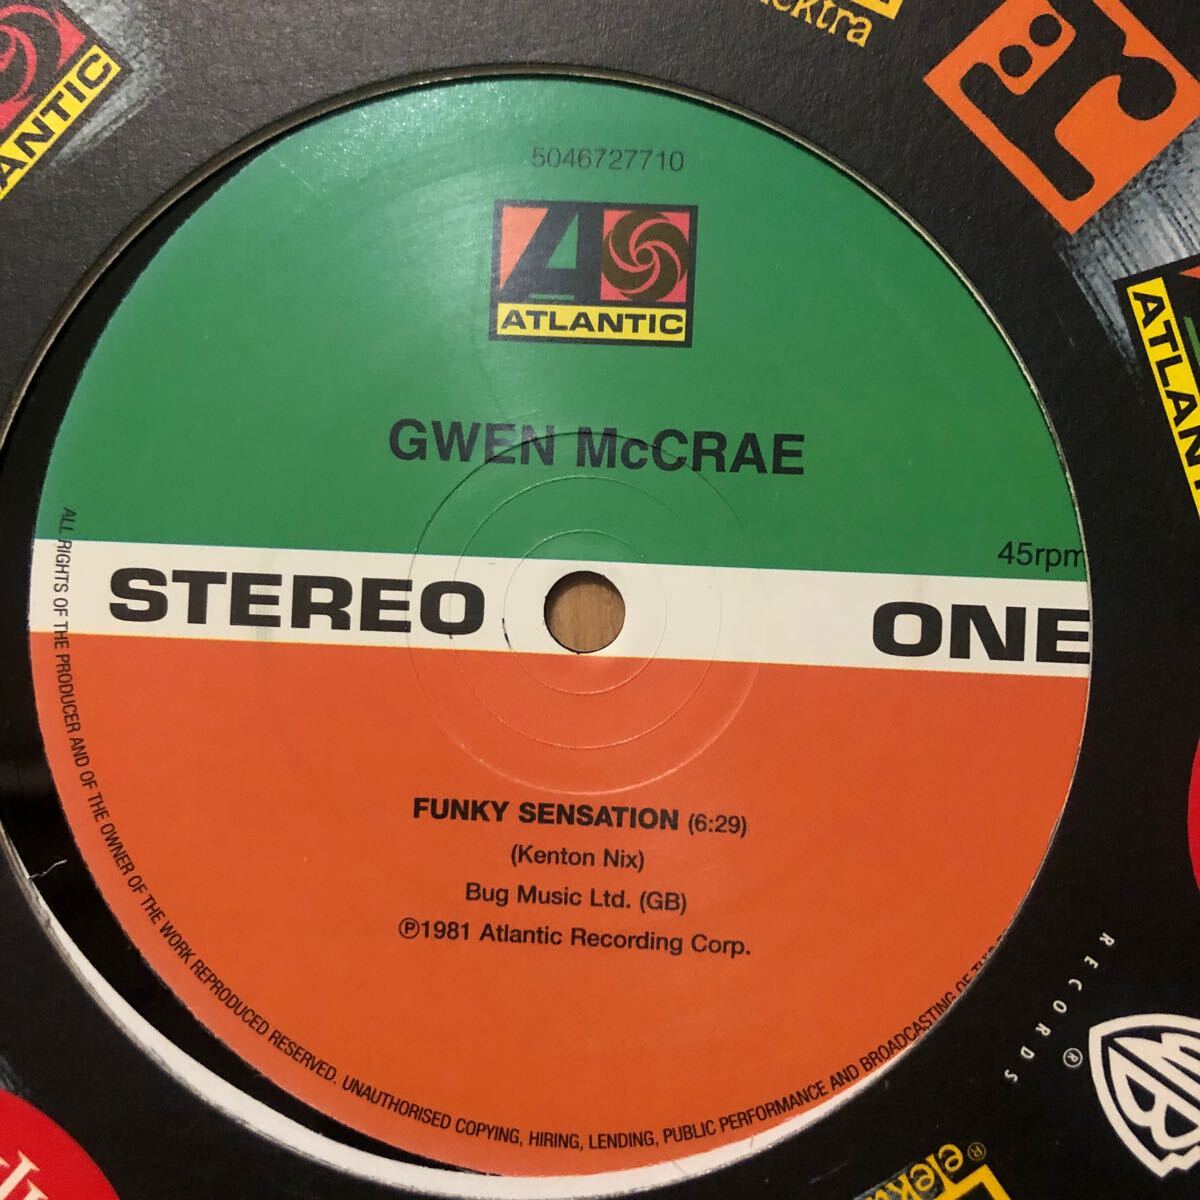 5046727710
ATLANTIC
GWEN McCRAE
45rpm
STEREO
ONE
FUNKY SENSATION (6:29)
(Kenton Nix)
Bug Music Ltd. (GB)
℗1981 Atlantic Recording Corp.
ALL RIGHTS OF THE PRODUCER AND OF THE OWNER OF THE WORK REPRODUCED RESERVED. UNAUTHORISED COPYING, HIRING, LENDING, PUBLIC PERFORMANCE AND BROADCASTING OF
ATLANTIC
RECORDS
®